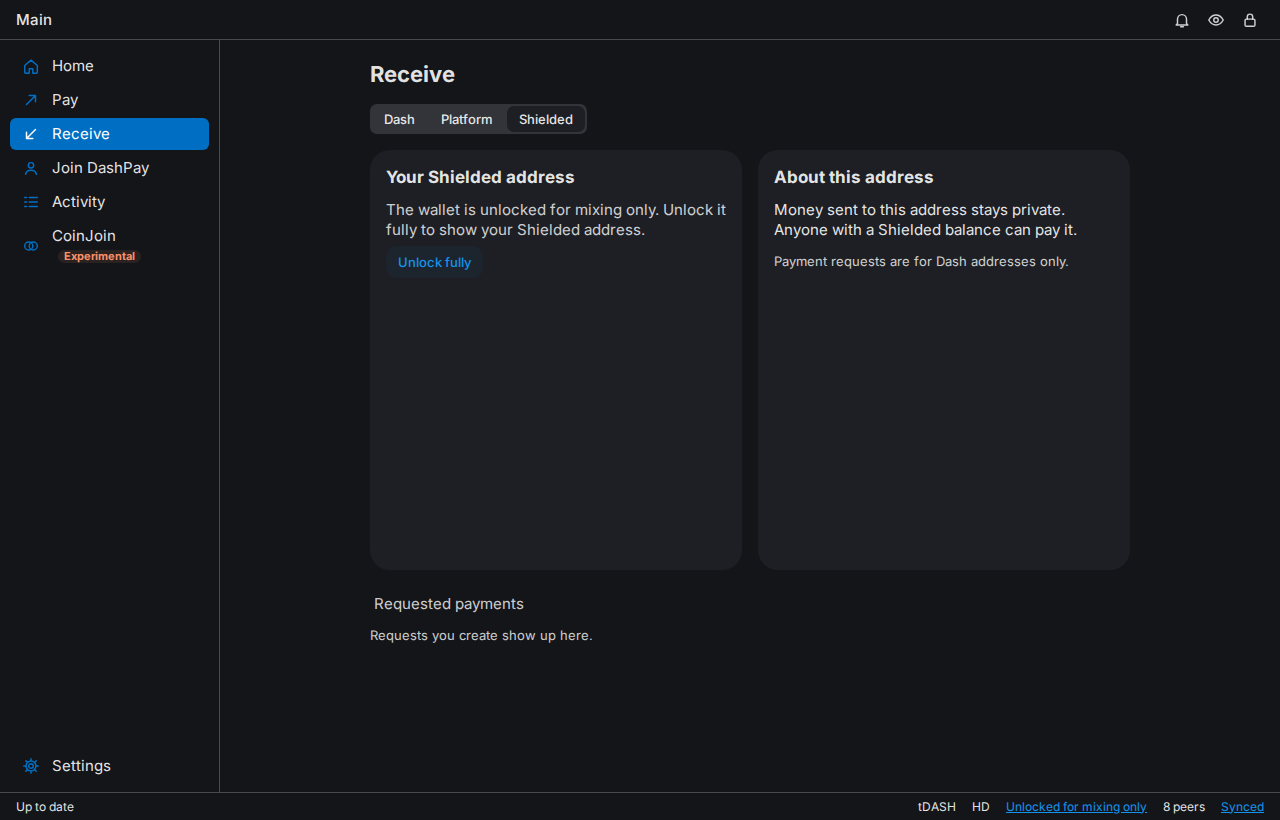 Main
Home
Pay
Receive
Join DashPay
Activity
CoinJoin
Experimental
Settings
Receive
Dash
Platform
Shielded
Your Shielded address
The wallet is unlocked for mixing only. Unlock it
fully to show your Shielded address.
Unlock fully
About this address
Money sent to this address stays private.
Anyone with a Shielded balance can pay it.
Payment requests are for Dash addresses only.
Requested payments
Requests you create show up here.
Up to date
tDASH
HD
Unlocked for mixing only
8 peers
Synced